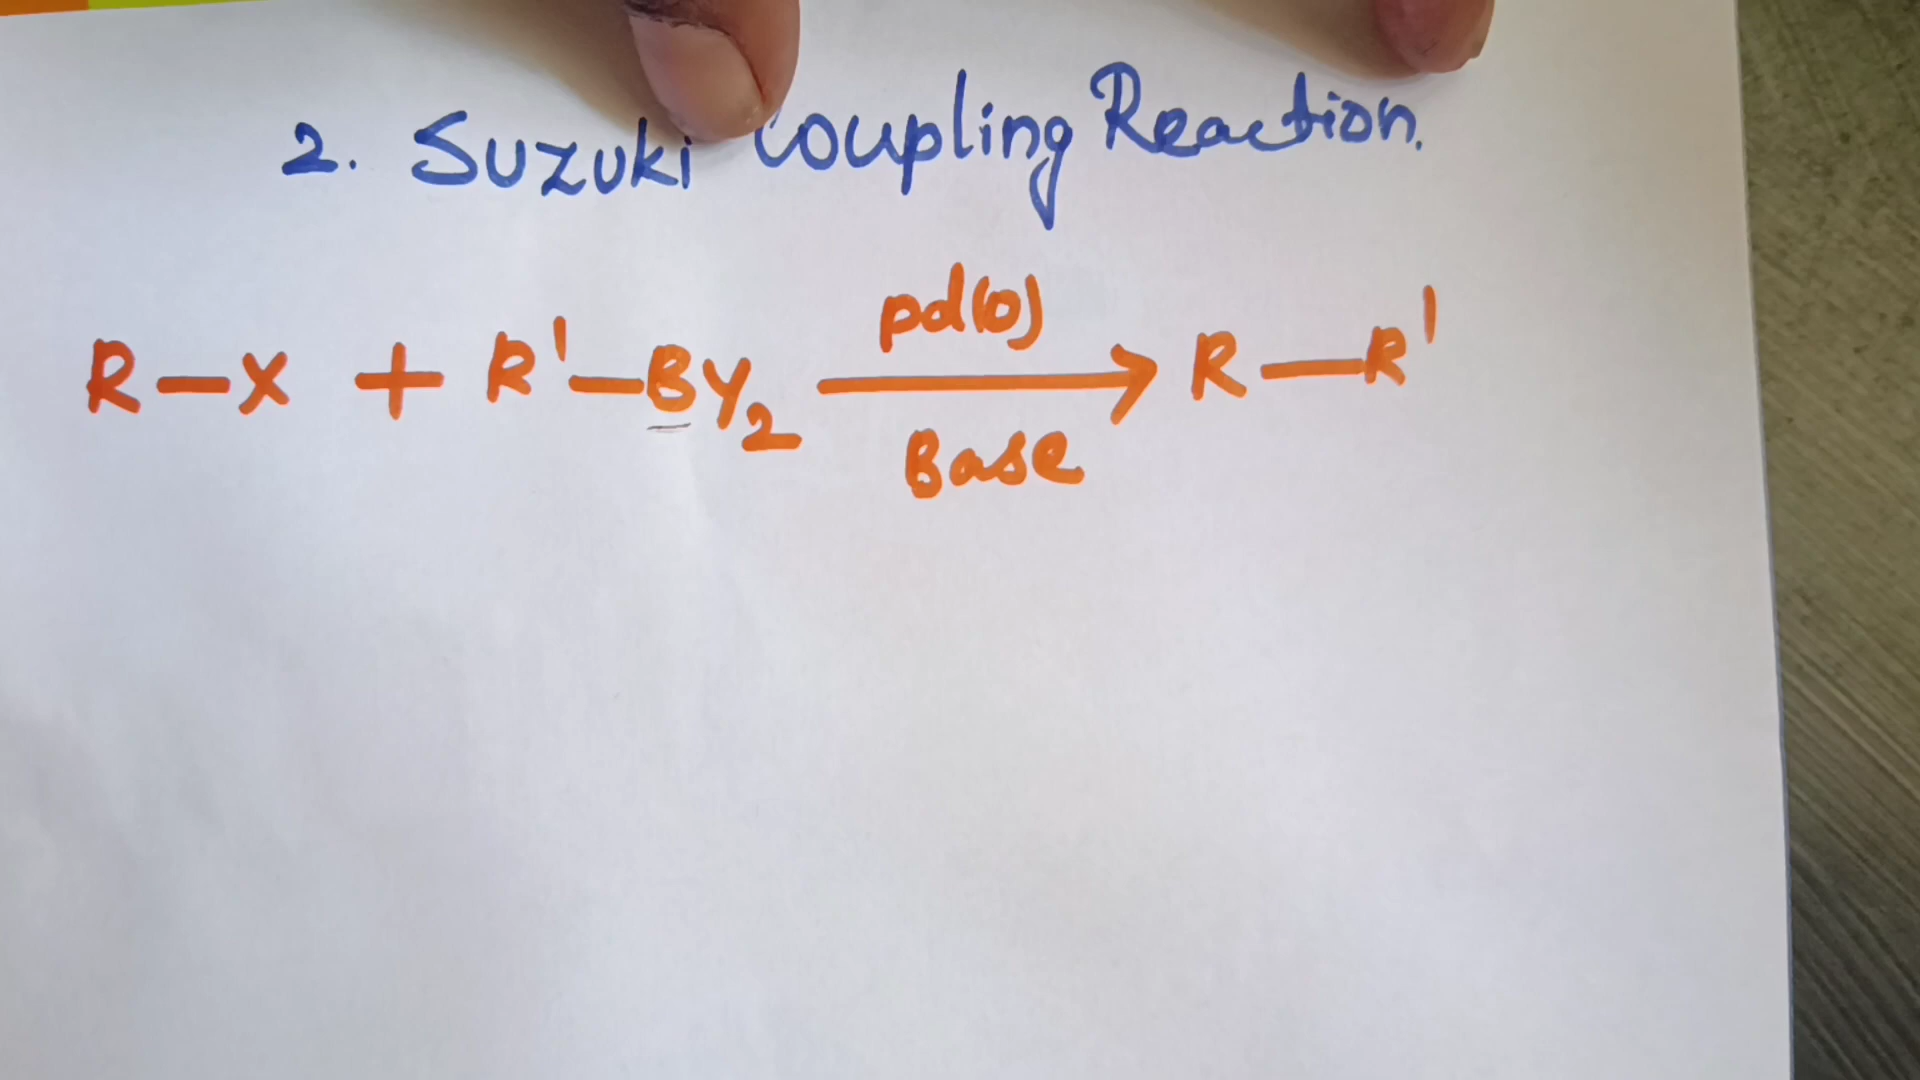 2. Suzuki Coupling Reaction.
pd(0)
R-X + R'-BY₂ → R-R'
Base